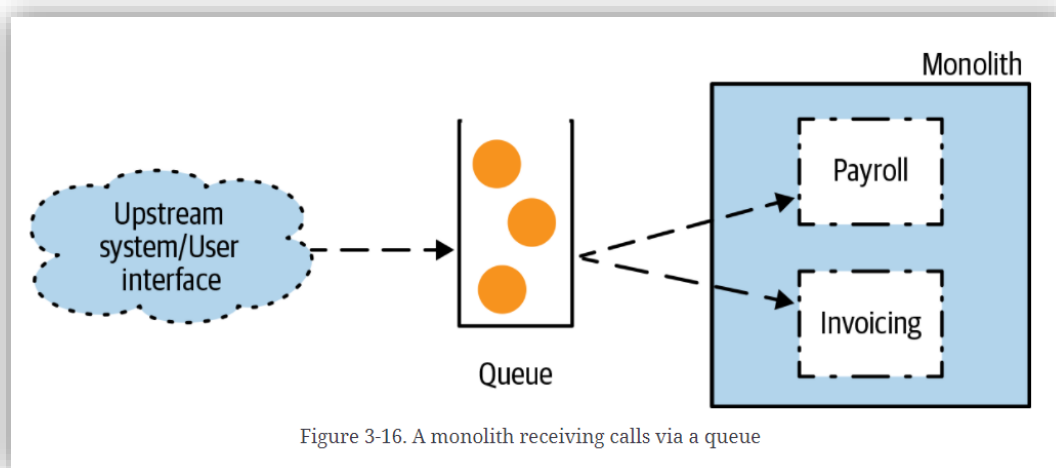 Monolith
Payroll
Upstream
system/User
interface
Invoicing
Queue
Figure 3-16. A monolith receiving calls via a queue